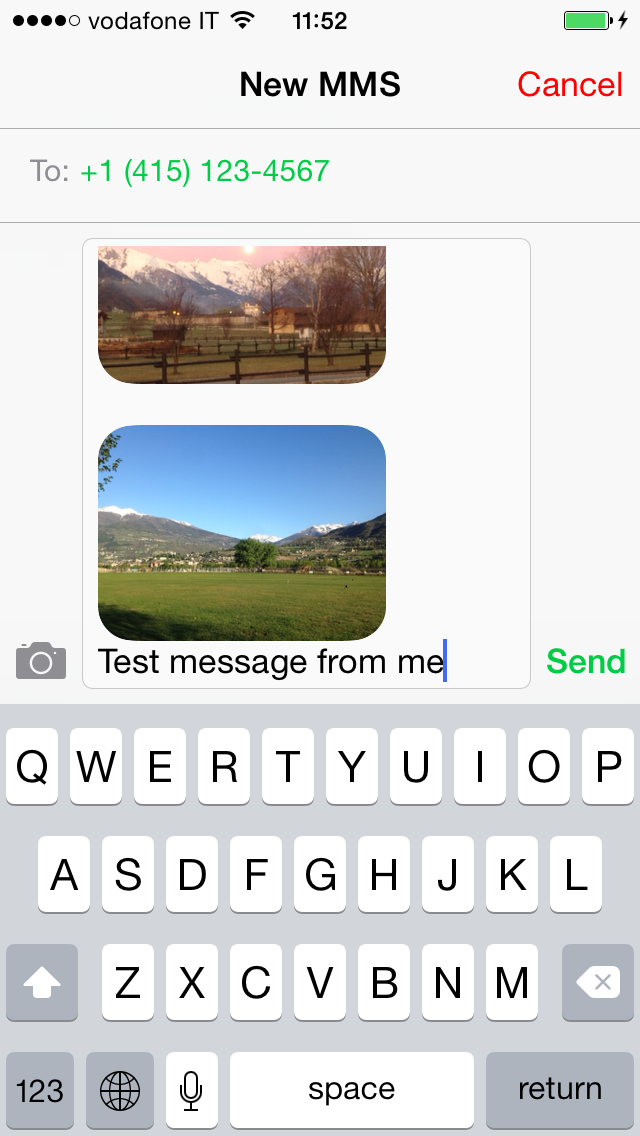 vodafone IT 11:52
New MMS Cancel
To: +1 (415) 123-4567
Test message from me
Send
Q W E R T Y U I O P
A S D F G H J K L
Z X C V B N M
123 space return